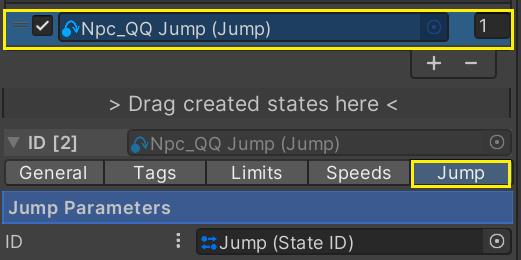 Npc_QQ Jump (Jump) 1
+ −
> Drag created states here <
ID [2] Npc_QQ Jump (Jump)
General Tags Limits Speeds Jump
Jump Parameters
ID Jump (State ID)